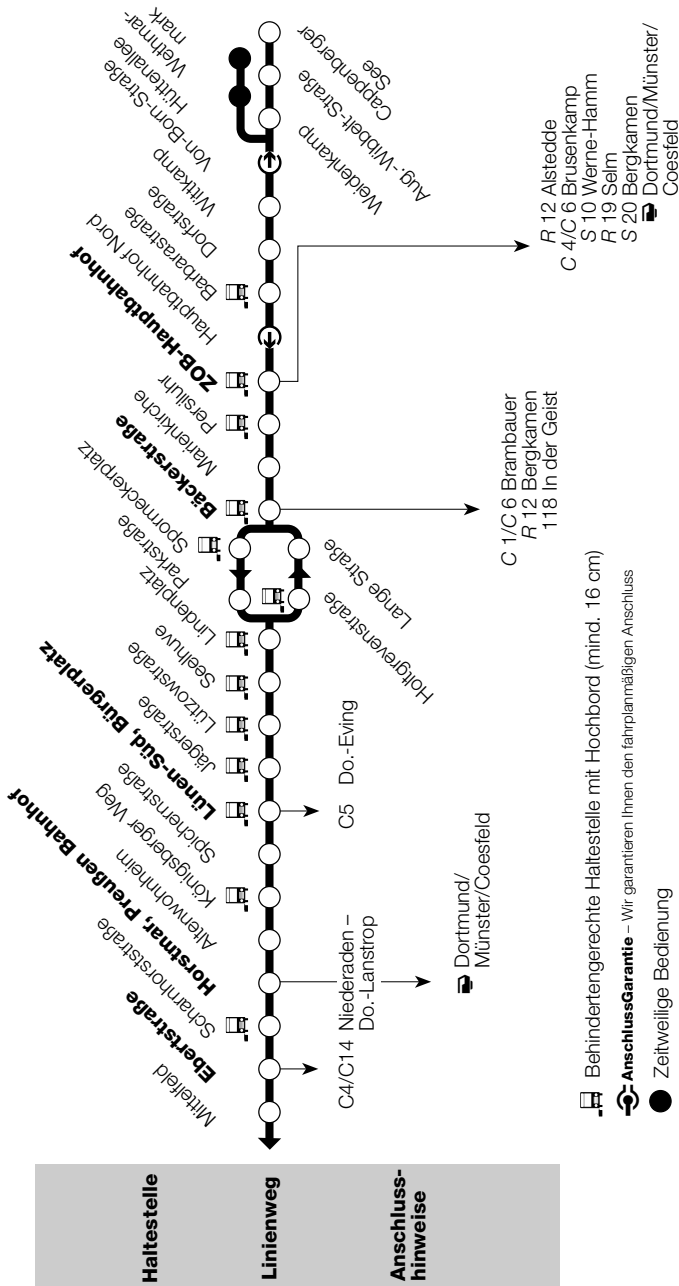 Haltestelle
Linienweg
Anschluss-
hinweise
Mittelfeld
Ebertstraße
Scharnhorststraße
Horstmar, Preußen Bahnhof
Altenwohnheim
Königsberger Weg
Spichernstraße
Lünen-Süd, Bürgerplatz
Jägerstraße
Lützowstraße
Seelhuve
Lindenplatz
Parkstraße
Spormeckerplatz
Holtgrevenstraße
Lange Straße
Bäckerstraße
Marienkirche
Persiluhr
ZOB-Hauptbahnhof
Hauptbahnhof Nord
Barbarastraße
Dorfstraße
Wittkamp
Von-Born-Straße
Hüttenallee
Wethmar-
mark
Weidenkamp
Aug.-Wibbelt-Straße
Cappenberger
See
C4/C14 Niederaden –
Do.-Lanstrop
Dortmund/
Münster/Coesfeld
C5 Do.-Eving
C 1/C 6 Brambauer
R 12 Bergkamen
118 In der Geist
R 12 Alstedde
C 4/C 6 Brusenkamp
S 10 Werne-Hamm
R 19 Selm
S 20 Bergkamen
Dortmund/Münster/
Coesfeld
Behindertengerechte Haltestelle mit Hochbord (mind. 16 cm)
AnschlussGarantie – Wir garantieren Ihnen den fahrplanmäßigen Anschluss
Zeitweilige Bedienung